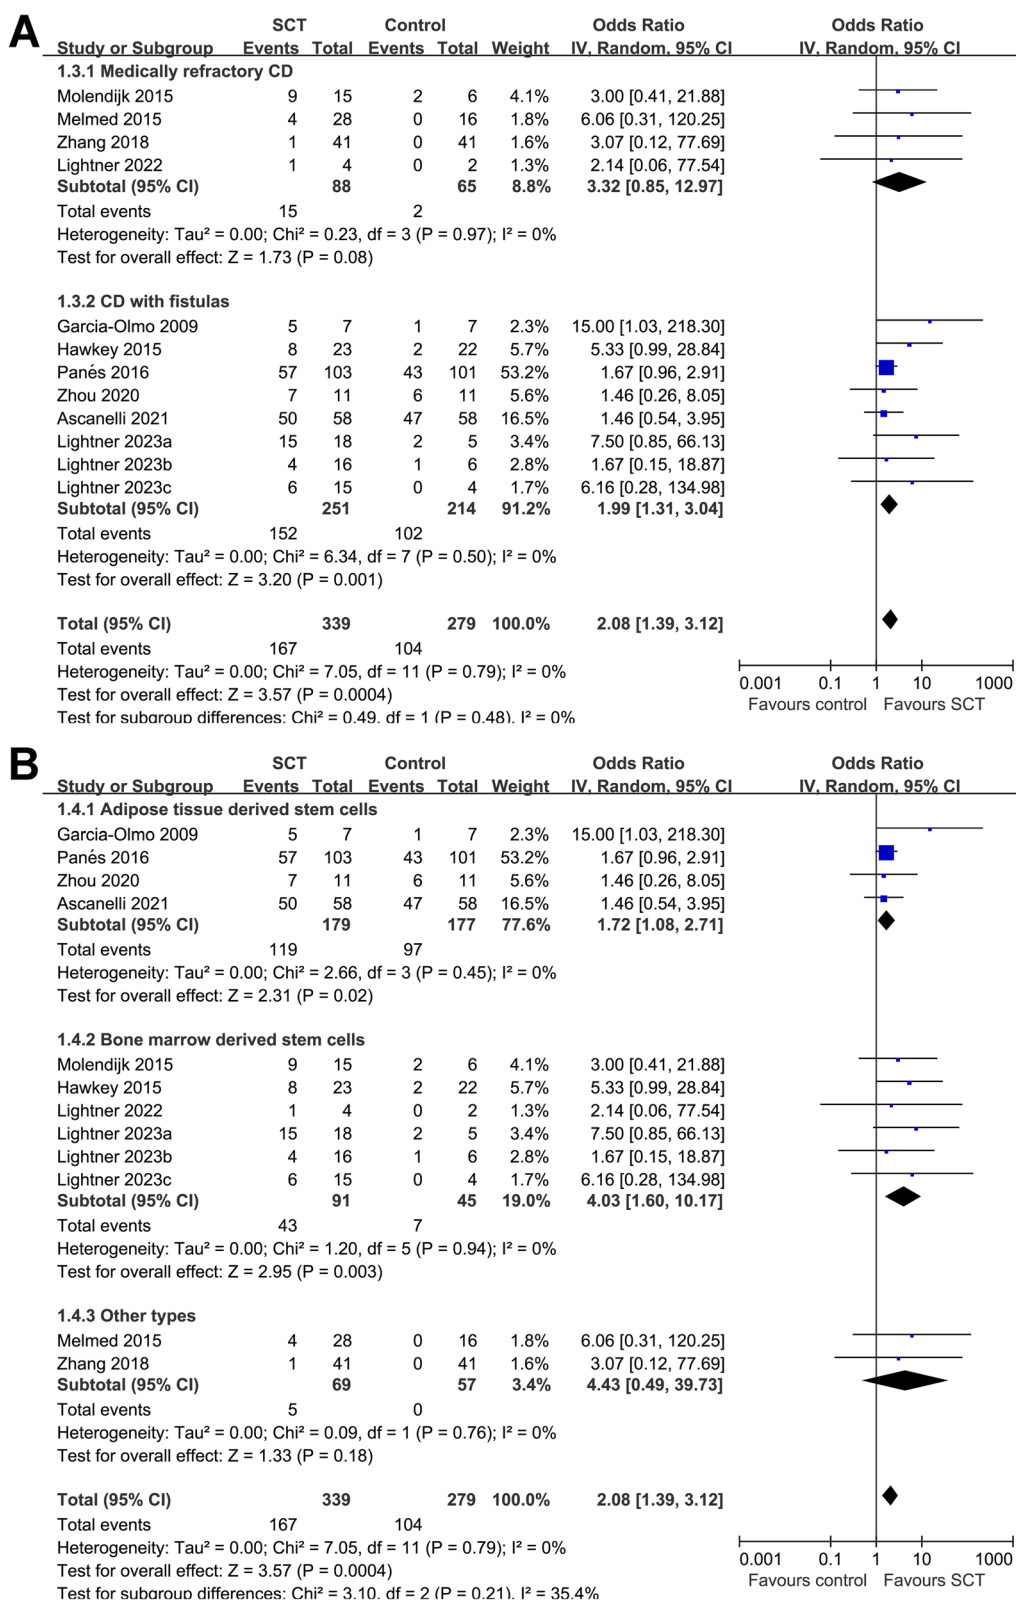 A
SCT Control Odds Ratio Odds Ratio
Study or Subgroup Events Total Events Total Weight IV, Random, 95% CI IV, Random, 95% CI
1.3.1 Medically refractory CD
Molendijk 2015 9 15 2 6 4.1% 3.00 [0.41, 21.88]
Melmed 2015 4 28 0 16 1.8% 6.06 [0.31, 120.25]
Zhang 2018 1 41 0 41 1.6% 3.07 [0.12, 77.69]
Lightner 2022 1 4 0 2 1.3% 2.14 [0.06, 77.54]
Subtotal (95% CI) 88 65 8.8% 3.32 [0.85, 12.97]
Total events 15 2
Heterogeneity: Tau² = 0.00; Chi² = 0.23, df = 3 (P = 0.97); I² = 0%
Test for overall effect: Z = 1.73 (P = 0.08)
1.3.2 CD with fistulas
Garcia-Olmo 2009 5 7 1 7 2.3% 15.00 [1.03, 218.30]
Hawkey 2015 8 23 2 22 5.7% 5.33 [0.99, 28.84]
Panés 2016 57 103 43 101 53.2% 1.67 [0.96, 2.91]
Zhou 2020 7 11 6 11 5.6% 1.46 [0.26, 8.05]
Ascanelli 2021 50 58 47 58 16.5% 1.46 [0.54, 3.95]
Lightner 2023a 15 18 2 5 3.4% 7.50 [0.85, 66.13]
Lightner 2023b 4 16 1 6 2.8% 1.67 [0.15, 18.87]
Lightner 2023c 6 15 0 4 1.7% 6.16 [0.28, 134.98]
Subtotal (95% CI) 251 214 91.2% 1.99 [1.31, 3.04]
Total events 152 102
Heterogeneity: Tau² = 0.00; Chi² = 6.34, df = 7 (P = 0.50); I² = 0%
Test for overall effect: Z = 3.20 (P = 0.001)
Total (95% CI) 339 279 100.0% 2.08 [1.39, 3.12]
Total events 167 104
Heterogeneity: Tau² = 0.00; Chi² = 7.05, df = 11 (P = 0.79); I² = 0%
Test for overall effect: Z = 3.57 (P = 0.0004)
Test for subgroup differences: Chi² = 0.49, df = 1 (P = 0.48), I² = 0%
0.001 0.1 1 10 1000
Favours control Favours SCT
B
SCT Control Odds Ratio Odds Ratio
Study or Subgroup Events Total Events Total Weight IV, Random, 95% CI IV, Random, 95% CI
1.4.1 Adipose tissue derived stem cells
Garcia-Olmo 2009 5 7 1 7 2.3% 15.00 [1.03, 218.30]
Panés 2016 57 103 43 101 53.2% 1.67 [0.96, 2.91]
Zhou 2020 7 11 6 11 5.6% 1.46 [0.26, 8.05]
Ascanelli 2021 50 58 47 58 16.5% 1.46 [0.54, 3.95]
Subtotal (95% CI) 179 177 77.6% 1.72 [1.08, 2.71]
Total events 119 97
Heterogeneity: Tau² = 0.00; Chi² = 2.66, df = 3 (P = 0.45); I² = 0%
Test for overall effect: Z = 2.31 (P = 0.02)
1.4.2 Bone marrow derived stem cells
Molendijk 2015 9 15 2 6 4.1% 3.00 [0.41, 21.88]
Hawkey 2015 8 23 2 22 5.7% 5.33 [0.99, 28.84]
Lightner 2022 1 4 0 2 1.3% 2.14 [0.06, 77.54]
Lightner 2023a 15 18 2 5 3.4% 7.50 [0.85, 66.13]
Lightner 2023b 4 16 1 6 2.8% 1.67 [0.15, 18.87]
Lightner 2023c 6 15 0 4 1.7% 6.16 [0.28, 134.98]
Subtotal (95% CI) 91 45 19.0% 4.03 [1.60, 10.17]
Total events 43 7
Heterogeneity: Tau² = 0.00; Chi² = 1.20, df = 5 (P = 0.94); I² = 0%
Test for overall effect: Z = 2.95 (P = 0.003)
1.4.3 Other types
Melmed 2015 4 28 0 16 1.8% 6.06 [0.31, 120.25]
Zhang 2018 1 41 0 41 1.6% 3.07 [0.12, 77.69]
Subtotal (95% CI) 69 57 3.4% 4.43 [0.49, 39.73]
Total events 5 0
Heterogeneity: Tau² = 0.00; Chi² = 0.09, df = 1 (P = 0.76); I² = 0%
Test for overall effect: Z = 1.33 (P = 0.18)
Total (95% CI) 339 279 100.0% 2.08 [1.39, 3.12]
Total events 167 104
Heterogeneity: Tau² = 0.00; Chi² = 7.05, df = 11 (P = 0.79); I² = 0%
Test for overall effect: Z = 3.57 (P = 0.0004)
Test for subgroup differences: Chi² = 3.10, df = 2 (P = 0.21), I² = 35.4%
0.001 0.1 1 10 1000
Favours control Favours SCT